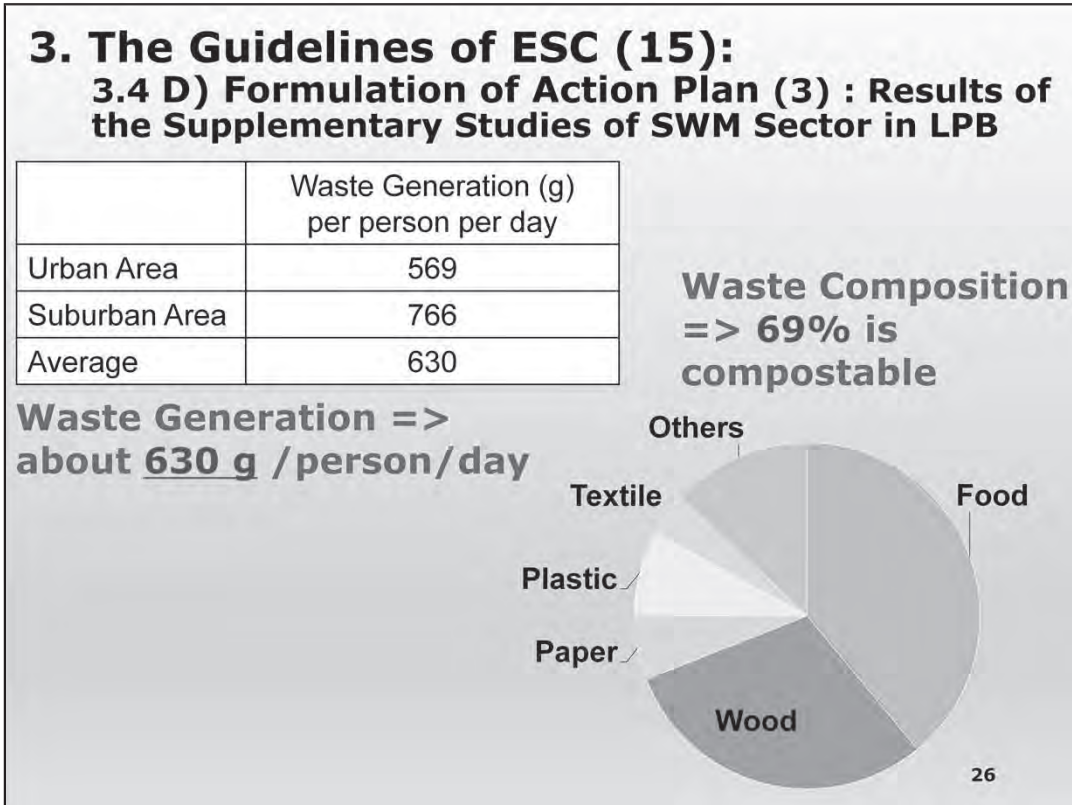 3. The Guidelines of ESC (15):
3.4 D) Formulation of Action Plan (3) : Results of
the Supplementary Studies of SWM Sector in LPB
Waste Generation (g)
per person per day
Urban Area 569
Suburban Area 766
Average 630
Waste Generation =>
about 630 g /person/day
Waste Composition
=> 69% is
compostable
Others
Textile
Food
Plastic
Paper
Wood
26